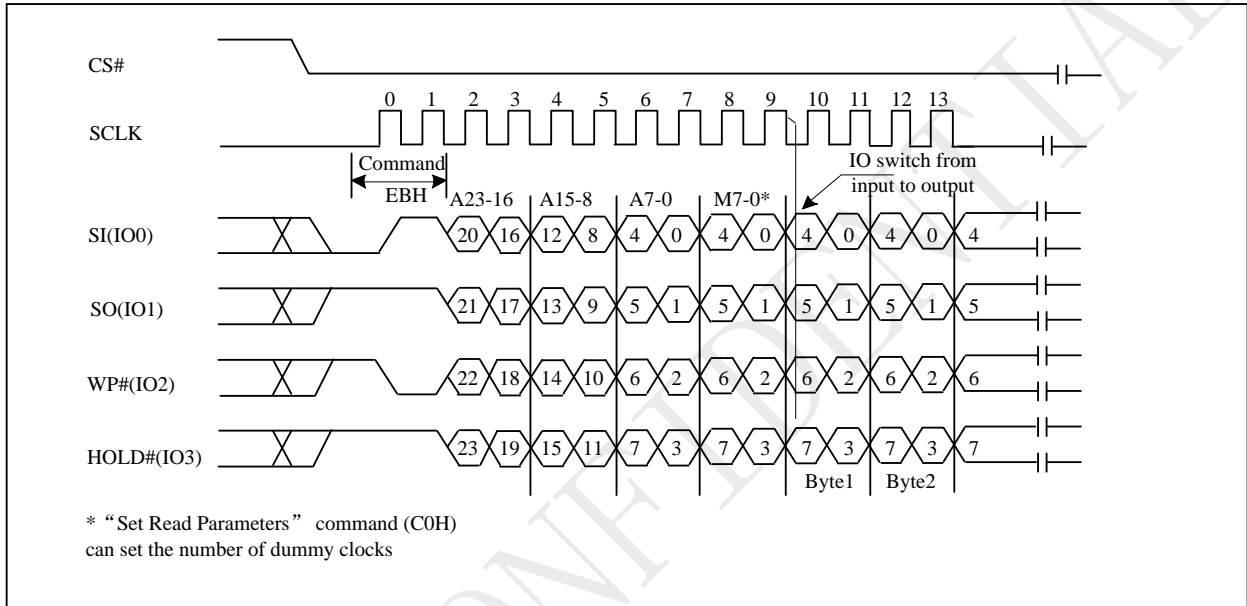 CS#
0 1 2 3 4 5 6 7 8 9 10 11 12 13
SCLK
Command
EBH
IO switch from
input to output
A23-16 A15-8 A7-0 M7-0*
SI(IO0) 20 16 12 8 4 0 4 0 4 0 4 0 4
SO(IO1) 21 17 13 9 5 1 5 1 5 1 5 1 5
WP#(IO2) 22 18 14 10 6 2 6 2 6 2 6 2 6
HOLD#(IO3) 23 19 15 11 7 3 7 3 7 3 7 3 7
Byte1 Byte2
* “Set Read Parameters” command (C0H)
can set the number of dummy clocks
ONFIDENTIAL